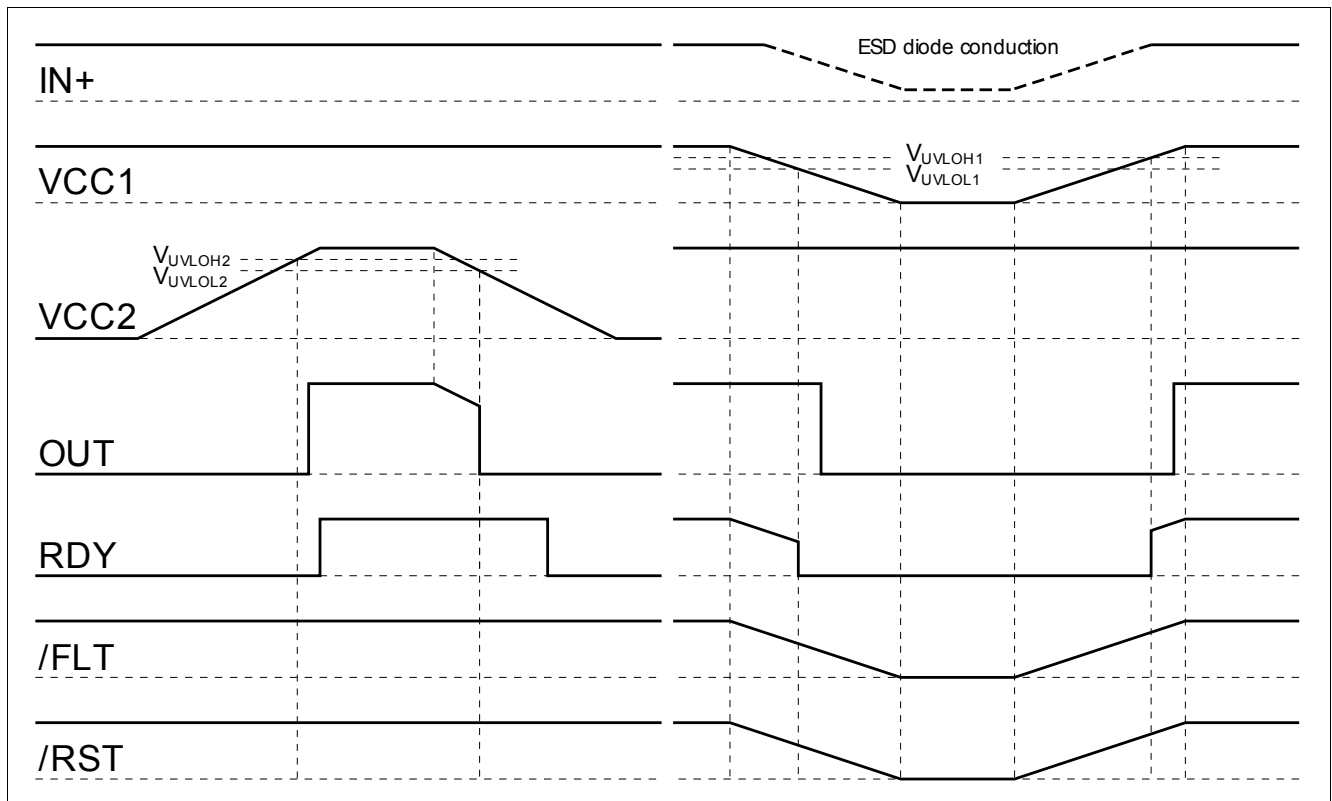 ESD diode conduction
IN+
VUVLOH1
VUVLOL1
VCC1
VUVLOH2
VUVLOL2
VCC2
OUT
RDY
/FLT
/RST